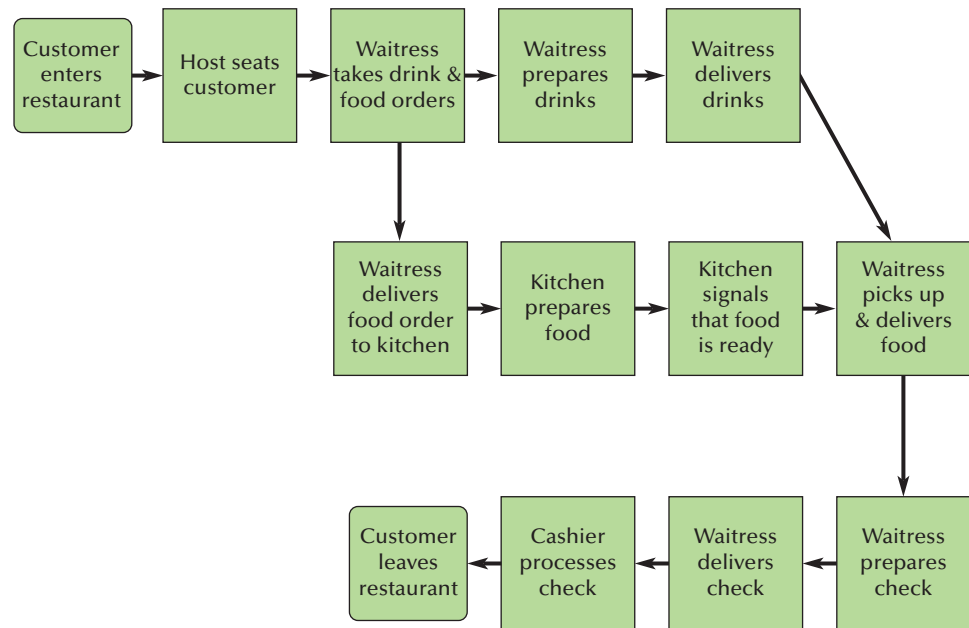 Customer
enters
restaurant
Host seats
customer
Waitress
takes drink &
food orders
Waitress
prepares
drinks
Waitress
delivers
drinks
Waitress
delivers
food order
to kitchen
Kitchen
prepares
food
Kitchen
signals
that food
is ready
Waitress
picks up
& delivers
food
Customer
leaves
restaurant
Cashier
processes
check
Waitress
delivers
check
Waitress
prepares
check